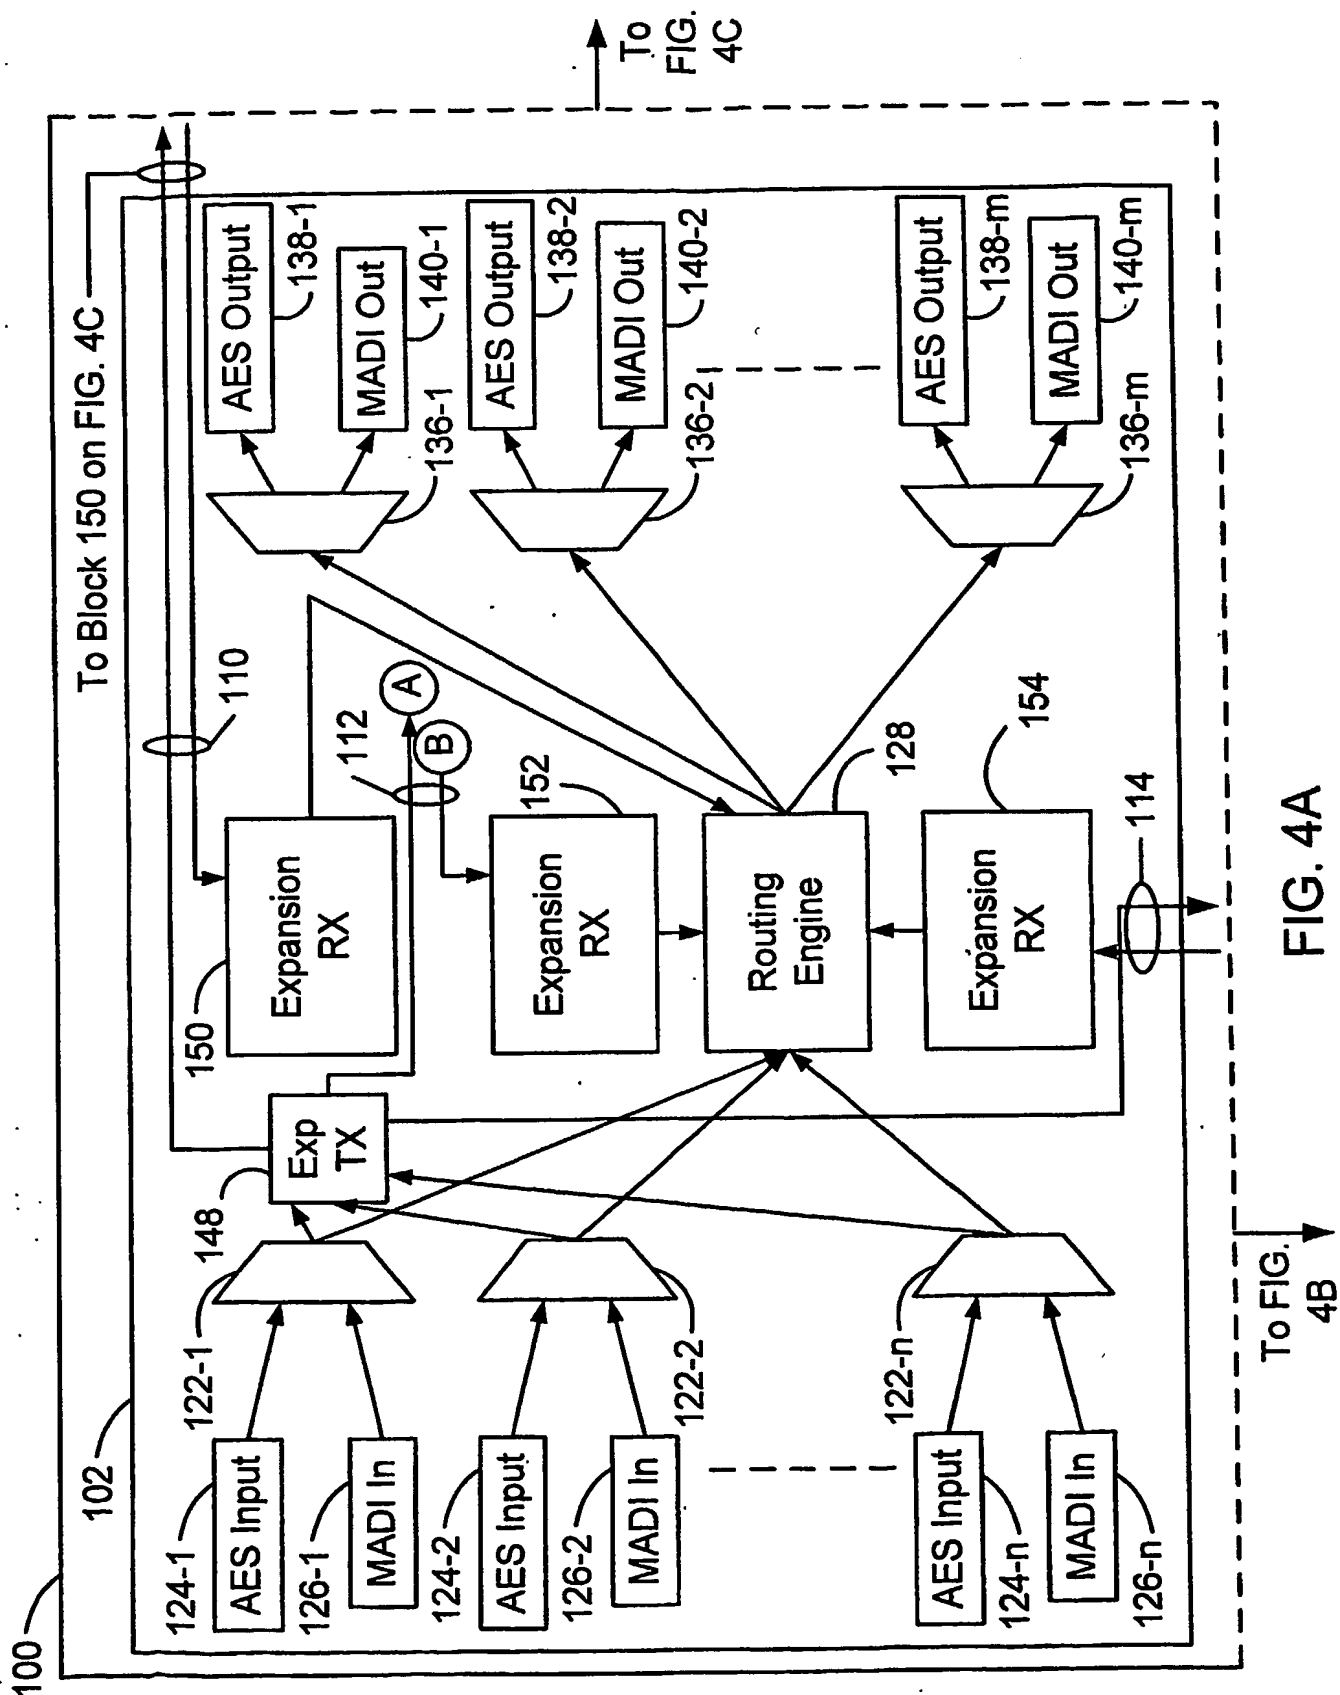 100
102
To Block 150 on FIG. 4C
To
FIG.
4C
110
124-1
AES Input
126-1
MADI In
122-1
148
Exp
TX
150
Expansion
RX
112
A
B
AES Output
138-1
MADI Out
140-1
136-1
124-2
AES Input
126-2
MADI In
122-2
152
Expansion
RX
AES Output
138-2
MADI Out
140-2
136-2
Routing
Engine
128
124-n
AES Input
126-n
MADI In
122-n
154
Expansion
RX
114
AES Output
138-m
MADI Out
140-m
136-m
To FIG.
4B
FIG. 4A